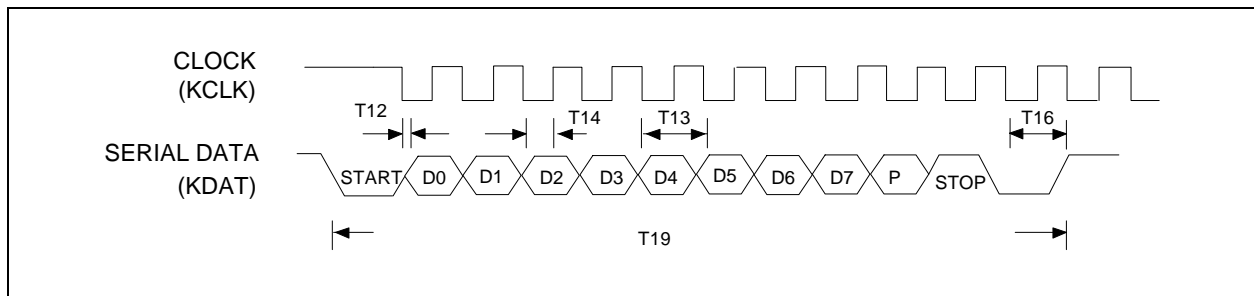 CLOCK
(KCLK)
T12
T14
T13
T16
SERIAL DATA
(KDAT)
START
D0
D1
D2
D3
D4
D5
D6
D7
P
STOP
T19